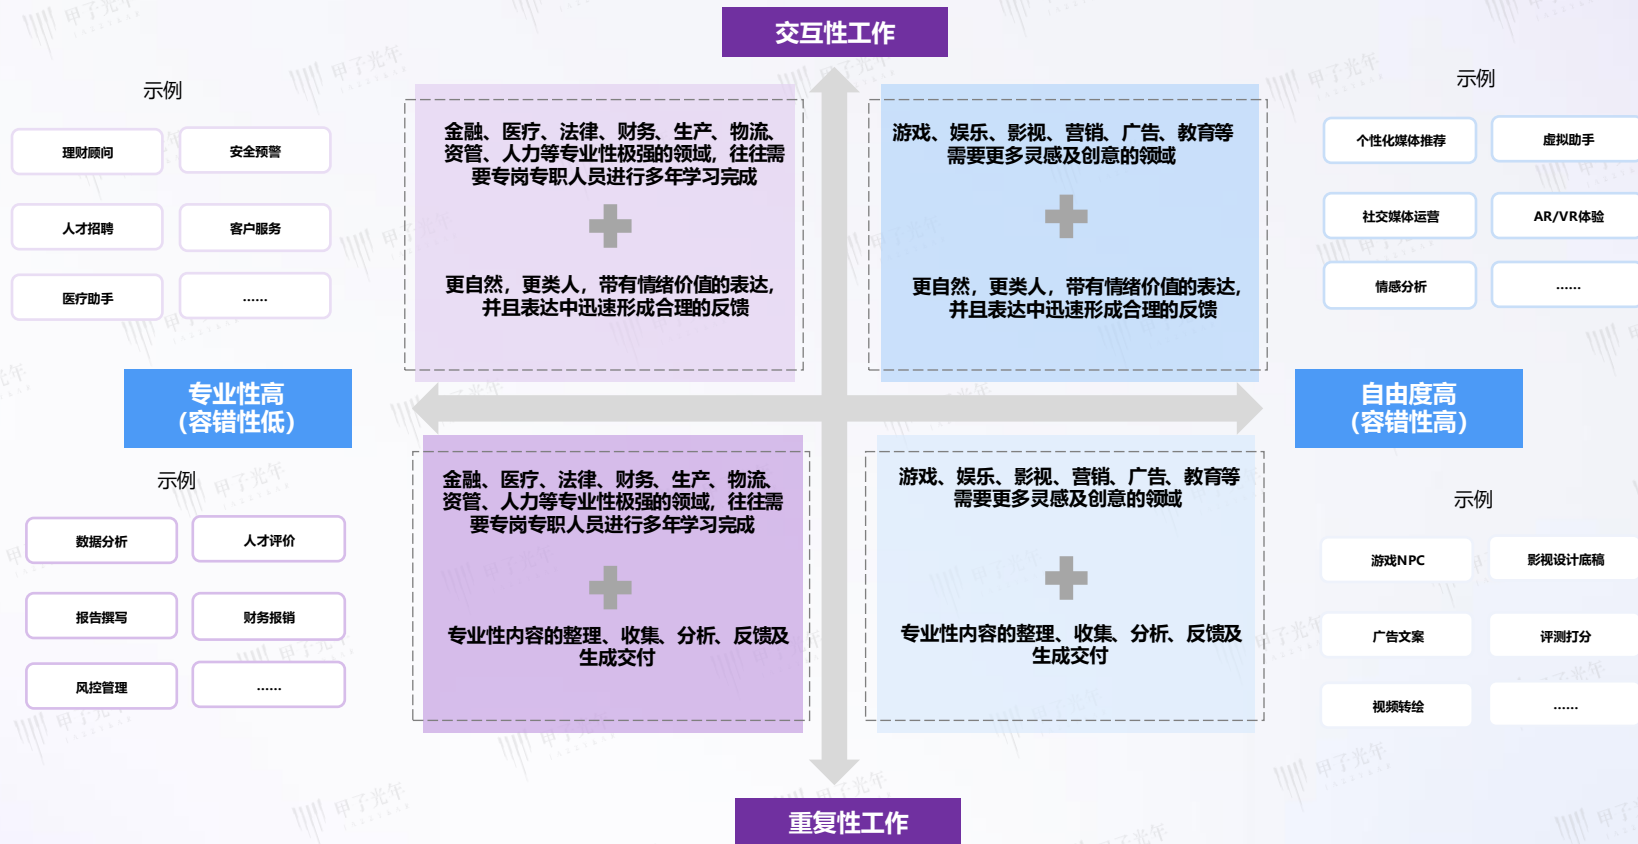 交互性工作
示例
理财顾问
安全预警
人才招聘
客户服务
医疗助手
......
金融、医疗、法律、财务、生产、物流、
资管、人力等专业性极强的领域，往往需
要专岗专职人员进行多年学习完成
更自然，更类人，带有情绪价值的表达，
并且表达中迅速形成合理的反馈
游戏、娱乐、影视、营销、广告、教育等
需要更多灵感及创意的领域
更自然，更类人，带有情绪价值的表达，
并且表达中迅速形成合理的反馈
示例
个性化媒体推荐
虚拟助手
社交媒体运营
AR/VR体验
情感分析
......
专业性高
（容错性低）
自由度高
（容错性高）
示例
数据分析
人才评价
报告撰写
财务报销
风控管理
......
金融、医疗、法律、财务、生产、物流、
资管、人力等专业性极强的领域，往往需
要专岗专职人员进行多年学习完成
专业性内容的整理、收集、分析、反馈及
生成交付
游戏、娱乐、影视、营销、广告、教育等
需要更多灵感及创意的领域
专业性内容的整理、收集、分析、反馈及
生成交付
示例
游戏NPC
影视设计底稿
广告文案
评测打分
视频转绘
......
重复性工作
甲子光年